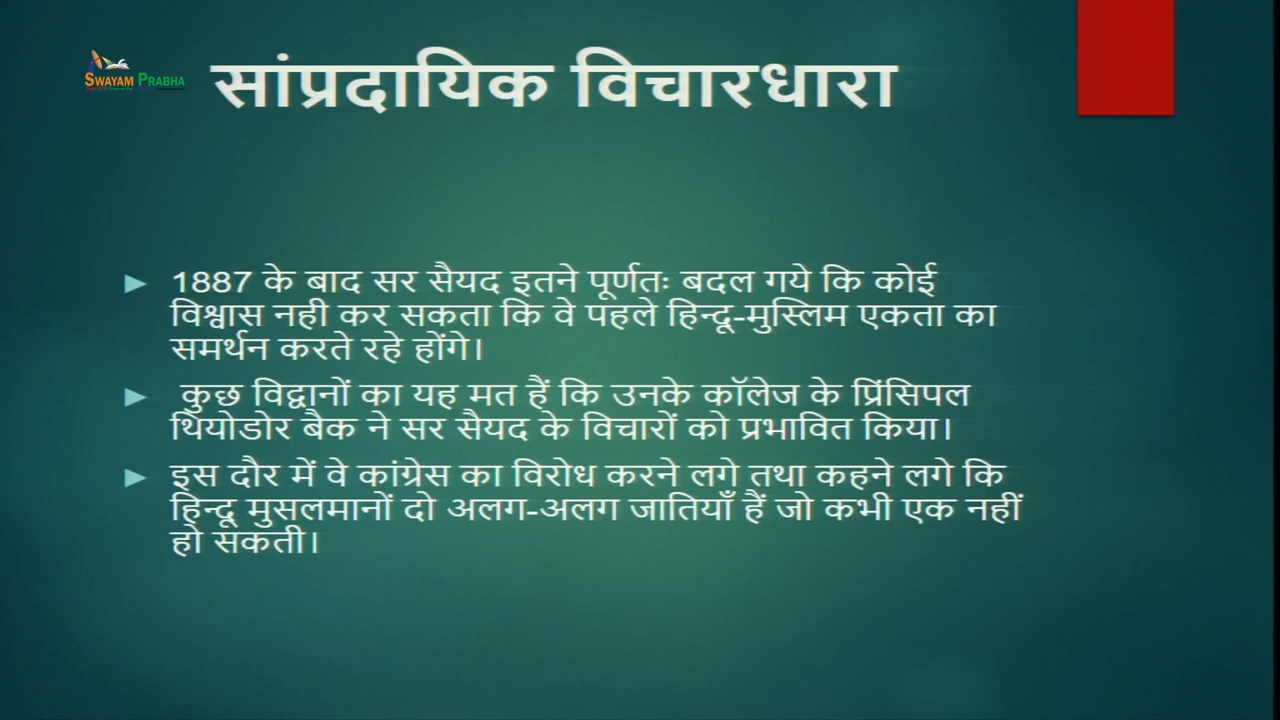 SWAYAM PRABHA
सांप्रदायिक विचारधारा
1887 के बाद सर सैयद इतने पूर्णतः बदल गये कि कोई
विश्वास नही कर सकता कि वे पहले हिन्दू-मुस्लिम एकता का
समर्थन करते रहे होंगे।
कुछ विद्वानों का यह मत हैं कि उनके कॉलेज के प्रिंसिपल
थियोडोर बैक ने सर सैयद के विचारों को प्रभावित किया।
इस दौर में वे कांग्रेस का विरोध करने लगे तथा कहने लगे कि
हिन्दू मुसलमानों दो अलग-अलग जातियाँ हैं जो कभी एक नहीं
हो सकती।